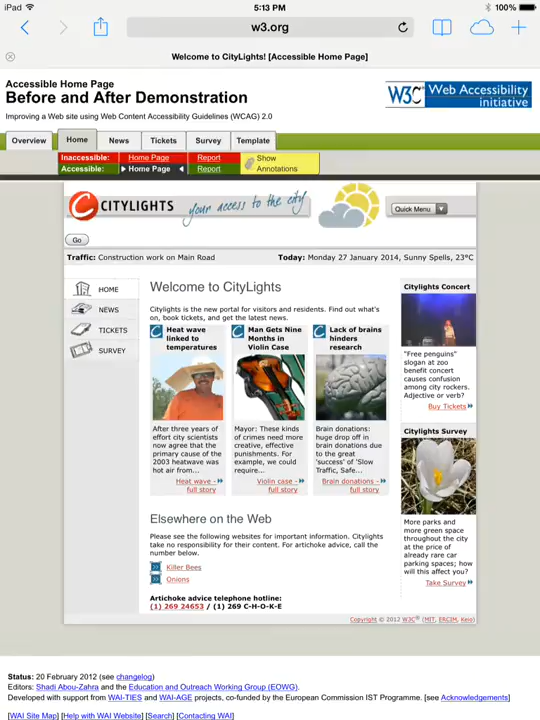 iPad 5:13 PM 100%
w3.org
Welcome to CityLights! [Accessible Home Page]
Accessible Home Page
Before and After Demonstration
Improving a Web site using Web Content Accessibility Guidelines (WCAG) 2.0
W3C Web Accessibility
initiative
Overview Home News Tickets Survey Template
Inaccessible: Home Page Report
Accessible: Home Page Report
Show
Annotations
CITYLIGHTS your access to the city
Quick Menu
Go
Traffic: Construction work on Main Road Today: Monday 27 January 2014, Sunny Spells, 23°C
HOME
NEWS
TICKETS
SURVEY
Welcome to CityLights
Citylights is the new portal for visitors and residents. Find out what's
on, book tickets, and get the latest news.
Heat wave
linked to
temperatures
After three years of
effort city scientists
now agree that the
primary cause of the
2003 heatwave was
hot air from...
Heat wave -
full story
Man Gets Nine
Months in
Violin Case
Mayor: These kinds
of crimes need more
creative, effective
punishments. For
example, we could
require...
Violin case -
full story
Lack of brains
hinders
research
Brain donations:
huge drop off in
brain donations due
to the great
'success' of 'Slow
Traffic, Safe...
Brain donations -
full story
Elsewhere on the Web
Please see the following websites for important information. Citylights
take no responsibility for their content. For artichoke advice, call the
number below.
Killer Bees
Onions
Artichoke advice telephone hotline:
(1) 269 24653 / (1) 269 C-H-O-K-E
Citylights Concert
"Free penguins"
slogan at zoo
benefit concert
causes confusion
among city rockers.
Adjective or verb?
Buy Tickets
Citylights Survey
More parks and
more green space
throughout the city
at the price of
already rare car
parking spaces; how
will this affect you?
Take Survey
Copyright © 2012 W3C® (MIT, ERCIM, Keio)
Status: 20 February 2012 (see changelog)
Editors: Shadi Abou-Zahra and the Education and Outreach Working Group (EOWG).
Developed with support from WAI-TIES and WAI-AGE projects, co-funded by the European Commission IST Programme. [see Acknowledgements]
[WAI Site Map] [Help with WAI Website] [Search] [Contacting WAI]